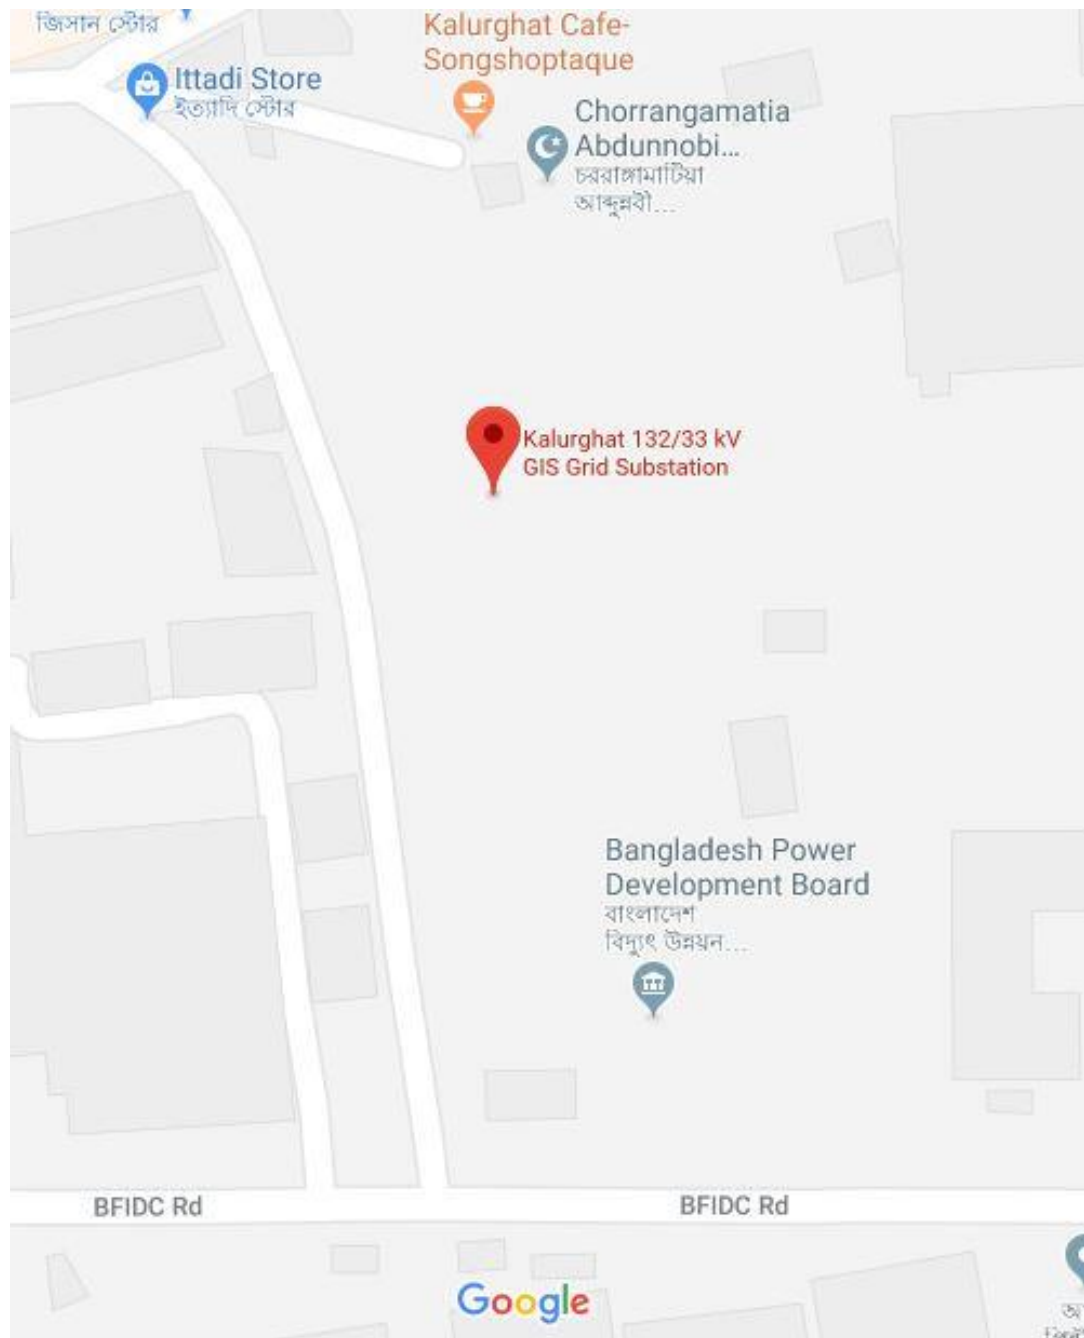 জিসান স্টোর
Kalurghat Cafe-
Songshoptaque
Ittadi Store
ইত্যাদি স্টোর
Chorrangamatia
Abdunnobi...
চররাঙ্গামাটিয়া
আব্দুন্নবী...
Kalurghat 132/33 kV
GIS Grid Substation
Bangladesh Power
Development Board
বাংলাদেশ
বিদ্যুৎ উন্নয়ন...
BFIDC Rd
BFIDC Rd
Google